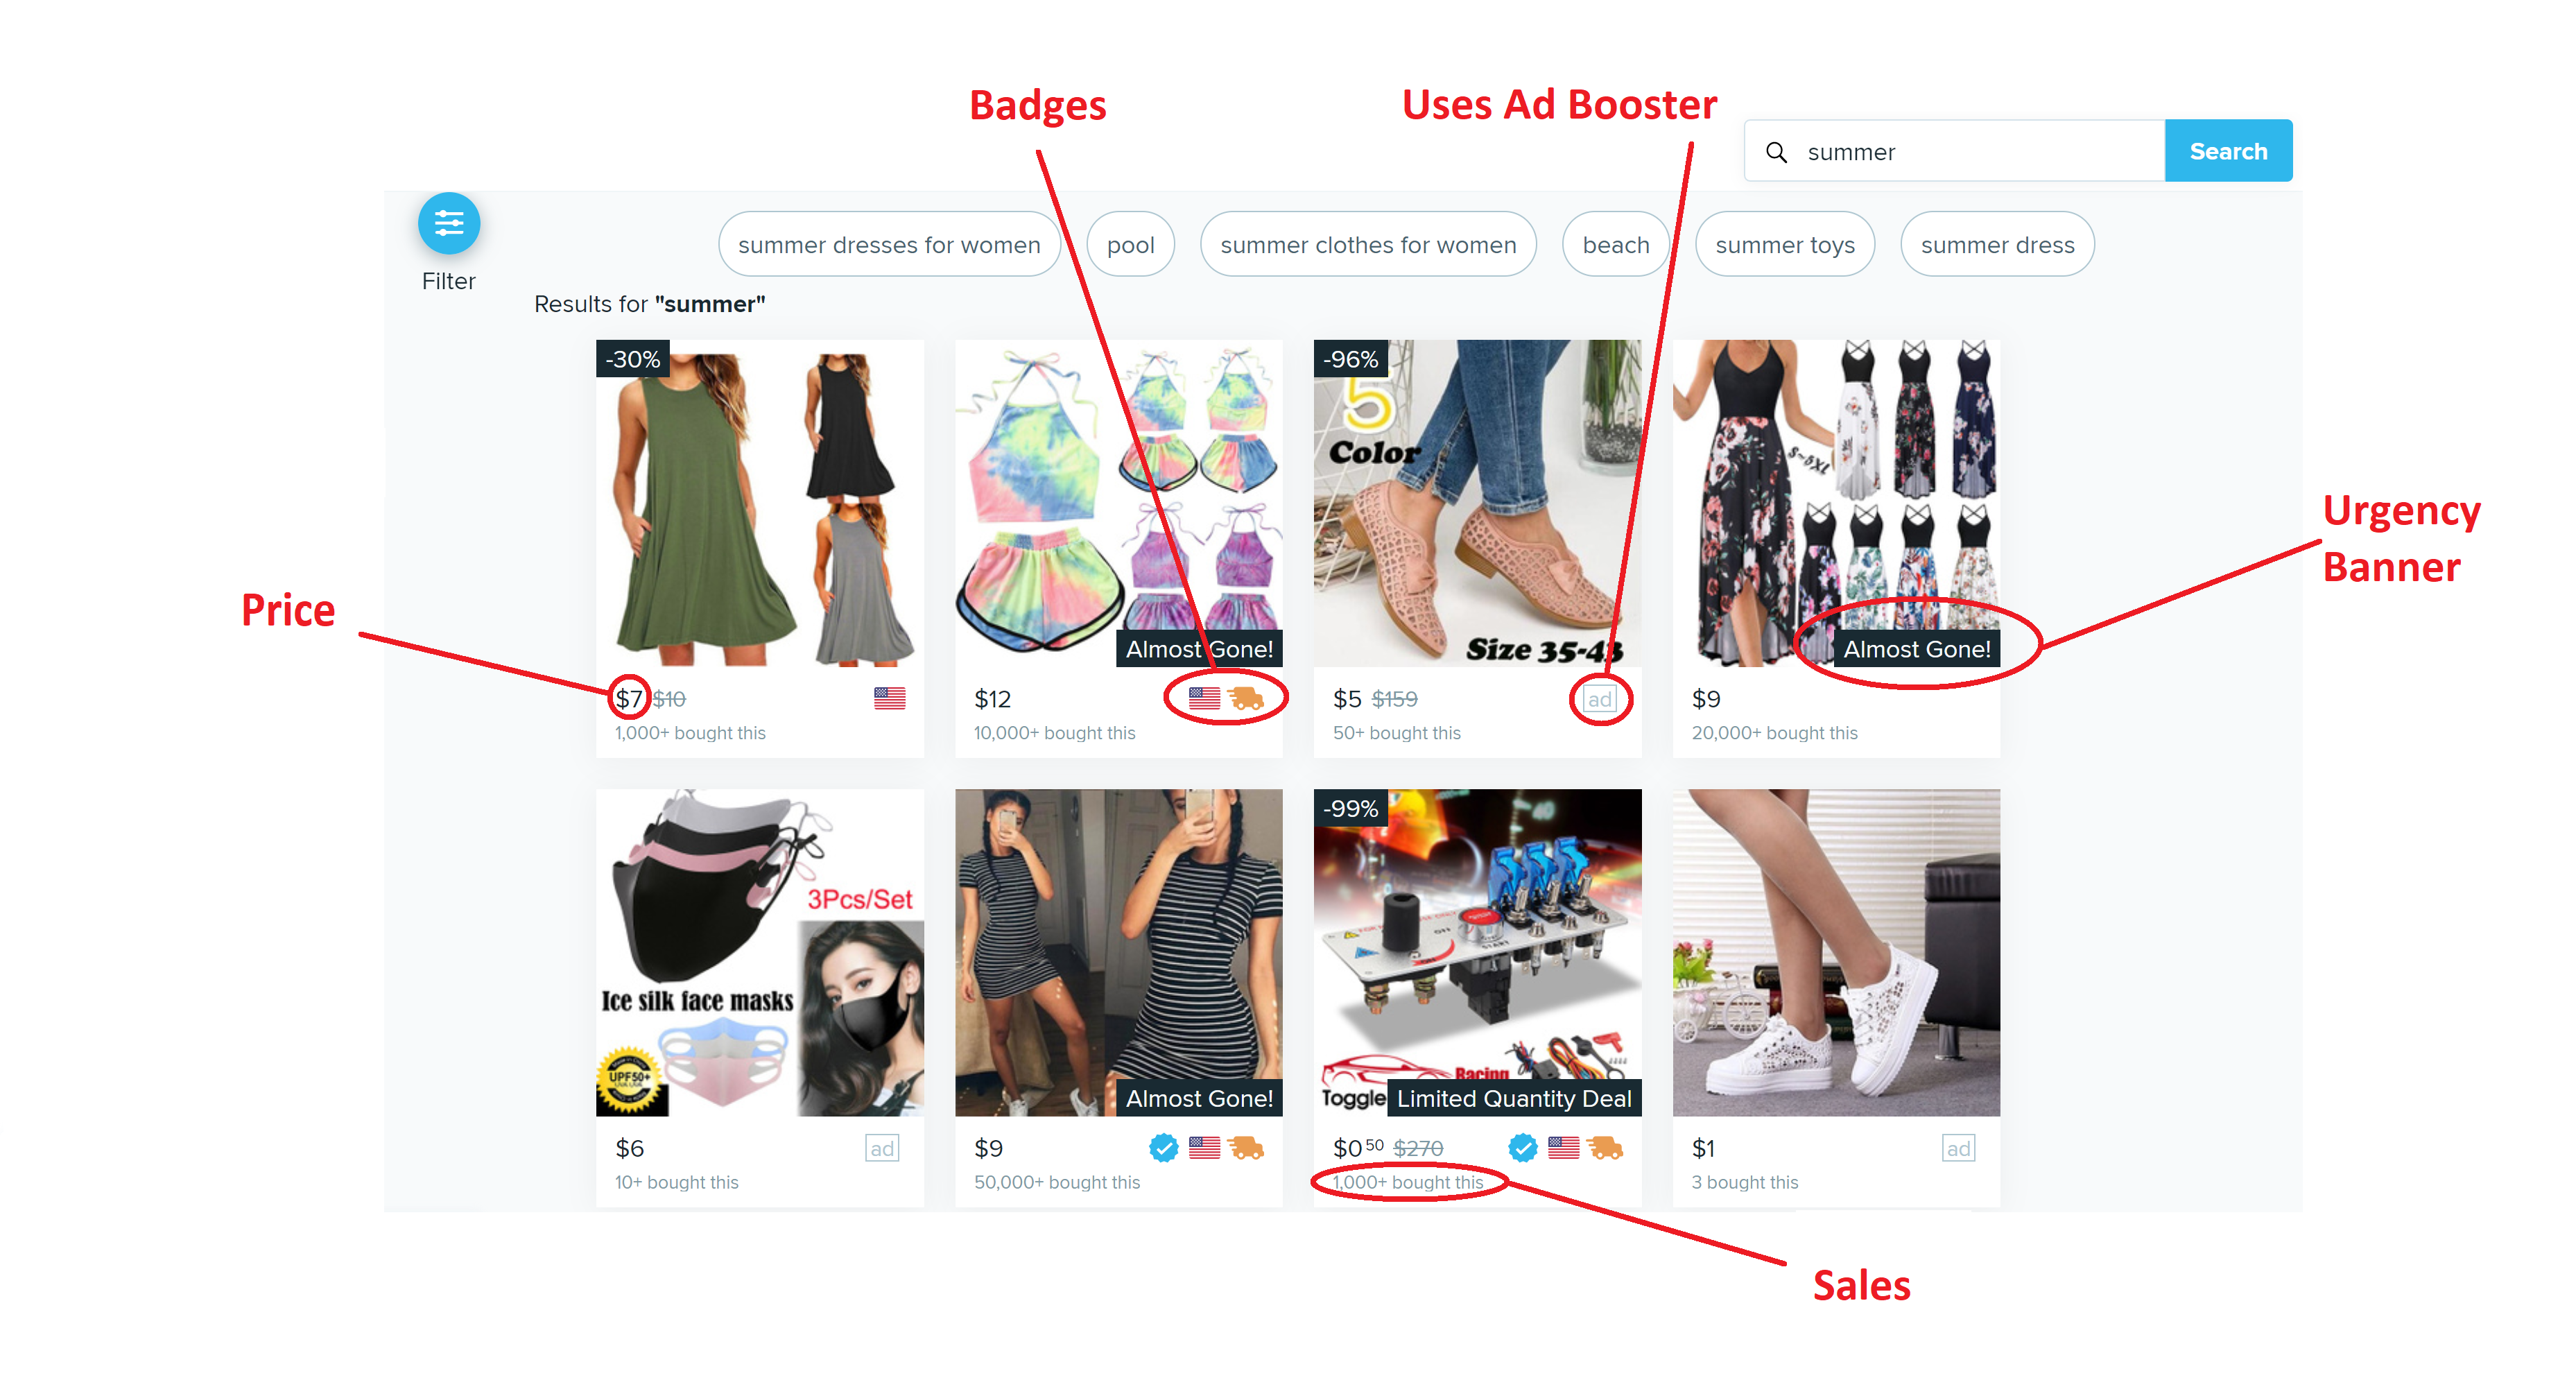 Badges
Uses Ad Booster
summer
Search
summer dresses for women
pool
summer clothes for women
beach
summer toys
summer dress
Filter
Results for "summer"
-30%
-96%
5
Color
S~5XL
Urgency
Banner
Price
Almost Gone!
Size 35-43
Almost Gone!
$7 $10
$12
$5 $159
ad
$9
1,000+ bought this
10,000+ bought this
50+ bought this
20,000+ bought this
-99%
3Pcs/Set
Ice silk face masks
UPF50+
ON
START
Racing
Toggle
Almost Gone!
Limited Quantity Deal
$6
ad
$9
$0 50 $270
$1
ad
10+ bought this
50,000+ bought this
1,000+ bought this
3 bought this
Sales